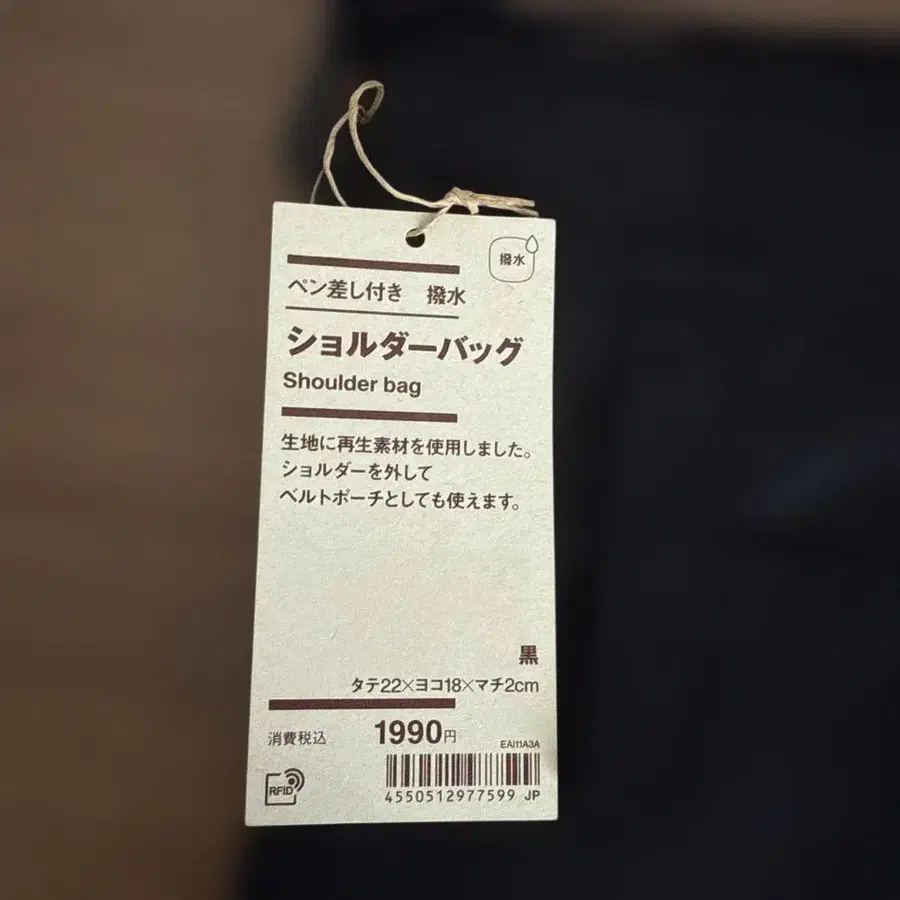 撥水
ペン差し付き 撥水
ショルダーバッグ
Shoulder bag
生地に再生素材を使用しました。
ショルダーを外して
ベルトポーチとしても使えます。
黒
タテ22×ヨコ18×マチ2cm
消費税込 1990円
EAI11A3A
RFID
4550512977599 JP